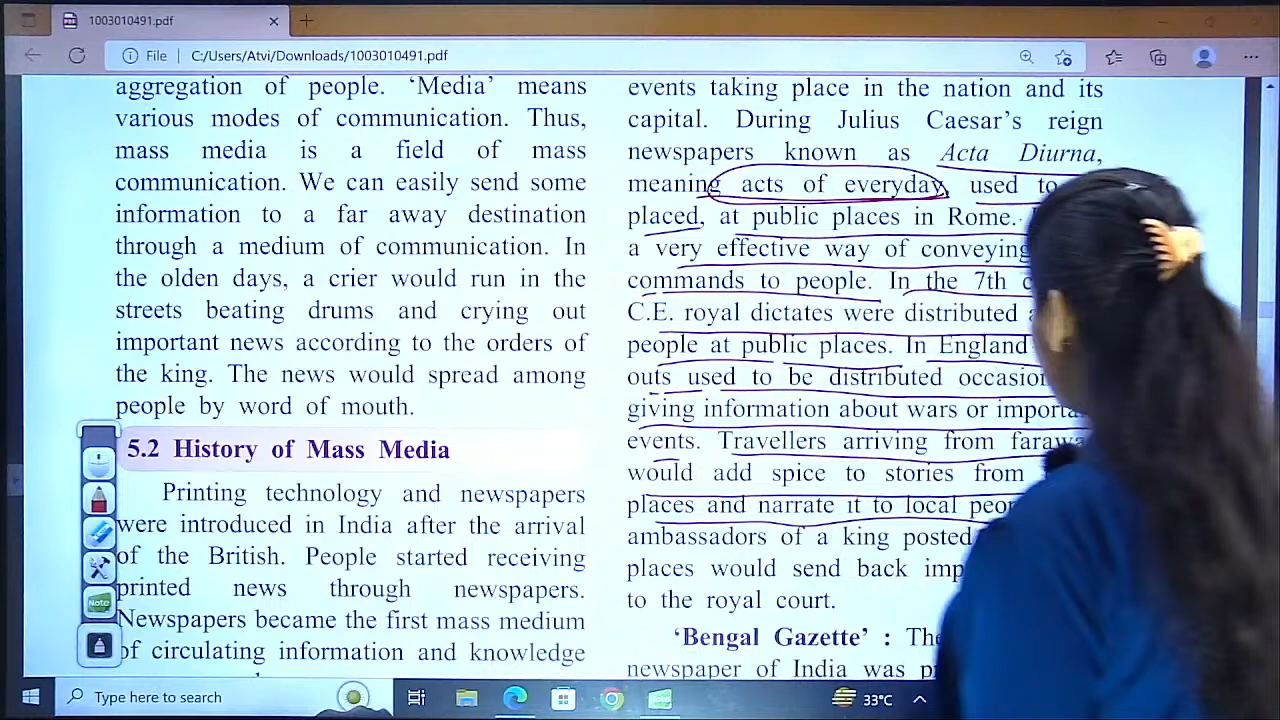 1003010491.pdf
File C:/Users/Atvi/Downloads/1003010491.pdf
aggregation of people. ‘Media’ means
various modes of communication. Thus,
mass media is a field of mass
communication. We can easily send some
information to a far away destination
through a medium of communication. In
the olden days, a crier would run in the
streets beating drums and crying out
important news according to the orders of
the king. The news would spread among
people by word of mouth.
5.2 History of Mass Media
Printing technology and newspapers
were introduced in India after the arrival
of the British. People started receiving
printed news through newspapers.
Newspapers became the first mass medium
of circulating information and knowledge
events taking place in the nation and its
capital. During Julius Caesar’s reign
newspapers known as Acta Diurna,
meaning acts of everyday, used to
placed, at public places in Rome.
a very effective way of conveying
commands to people. In the 7th
C.E. royal dictates were distributed
people at public places. In England
outs used to be distributed
giving information about wars or
events. Travellers arriving from
would add spice to stories from
places and narrate it to local
ambassadors of a king posted
places would send back
to the royal court.
‘Bengal Gazette’ : The
newspaper of India was
Note
Type here to search
33°C